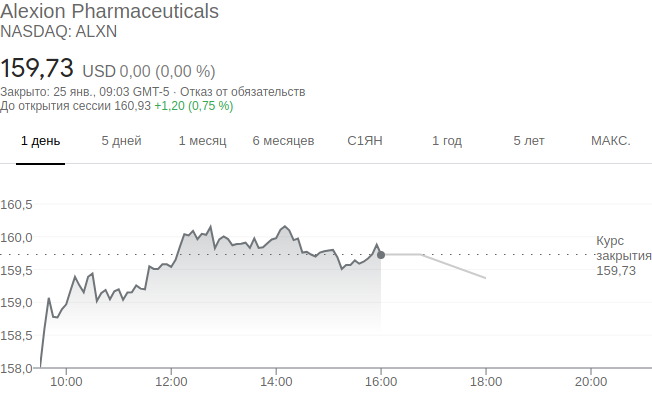 Alexion Pharmaceuticals
NASDAQ: ALXN
159,73 USD 0,00 (0,00 %)
Закрыто: 25 янв., 09:03 GMT-5 · Отказ от обязательств
До открытия сессии 160,93 +1,20 (0,75 %)
1 день 5 дней 1 месяц 6 месяцев С1ЯН 1 год 5 лет МАКС.
160,5
160,0
159,5
159,0
158,5
158,0
Курс
закрытия
159,73
10:00 12:00 14:00 16:00 18:00 20:00